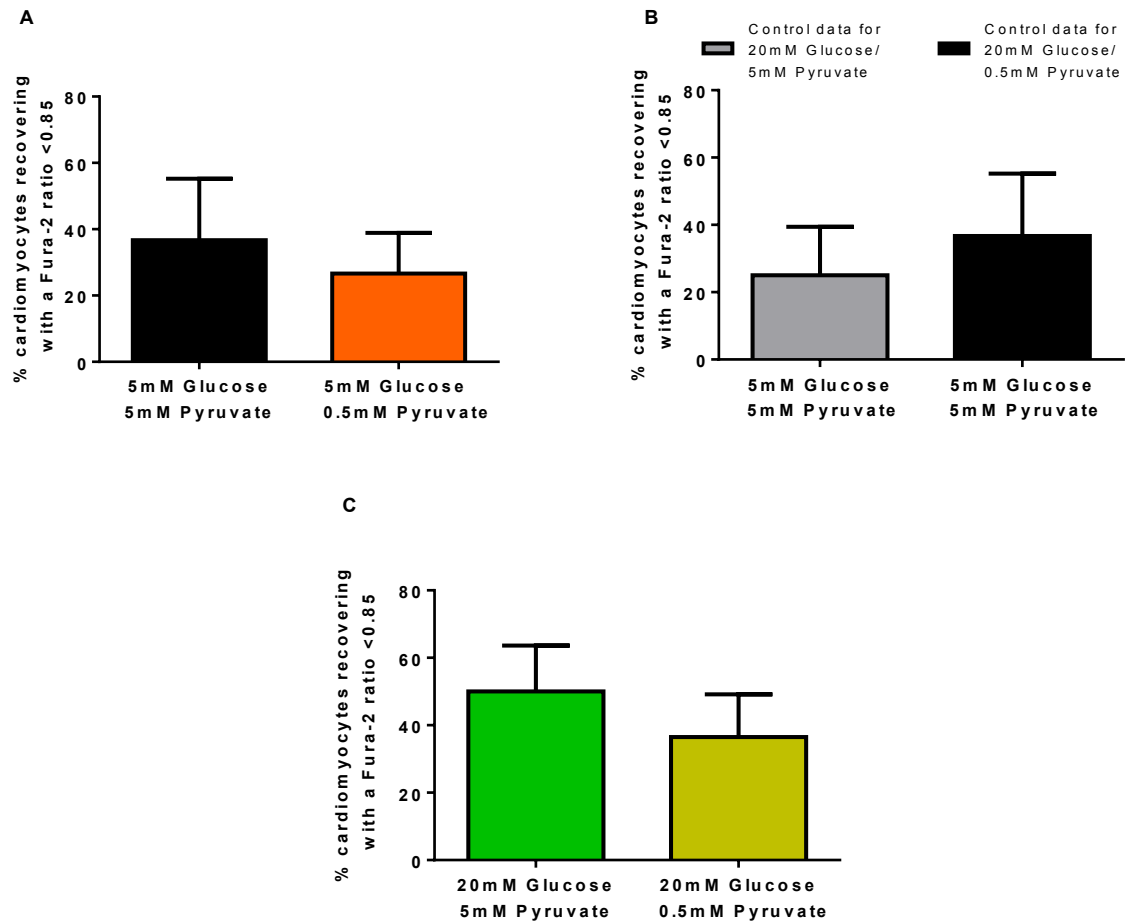 A
% cardiomyocytes recovering
with a Fura-2 ratio <0.85
80
60
40
20
0
5mM Glucose
5mM Pyruvate
5mM Glucose
0.5mM Pyruvate
B
Control data for
20mM Glucose/
5mM Pyruvate
Control data for
20mM Glucose/
0.5mM Pyruvate
% cardiomyocytes recovering
with a Fura-2 ratio <0.85
80
60
40
20
0
5mM Glucose
5mM Pyruvate
5mM Glucose
5mM Pyruvate
C
% cardiomyocytes recovering
with a Fura-2 ratio <0.85
80
60
40
20
0
20mM Glucose
5mM Pyruvate
20mM Glucose
0.5mM Pyruvate